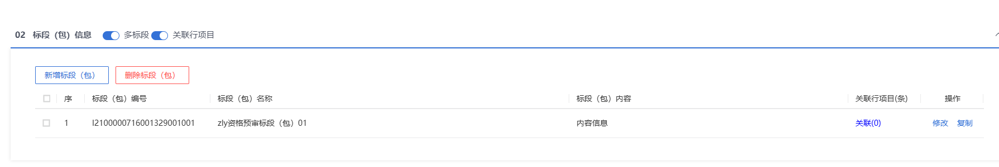 02 标段（包）信息 多标段 关联行项目
新增标段（包） 删除标段（包）
序 标段（包）编号 标段（包）名称 标段（包）内容 关联行项目(条) 操作
1 I2100000716001329001001 zly资格预审标段（包）01 内容信息 关联(0) 修改 复制